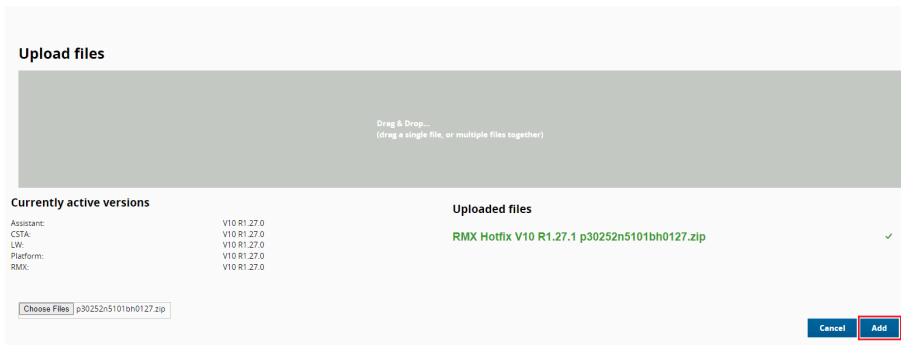 Upload files
Drag & Drop...
(drag a single file, or multiple files together)
Currently active versions
Assistant: V10 R1.27.0
CSTA: V10 R1.27.0
LW: V10 R1.27.0
Platform: V10 R1.27.0
RMX: V10 R1.27.0
Uploaded files
RMX Hotfix V10 R1.27.1 p30252n5101bh0127.zip
Choose Files p30252n5101bh0127.zip
Cancel Add